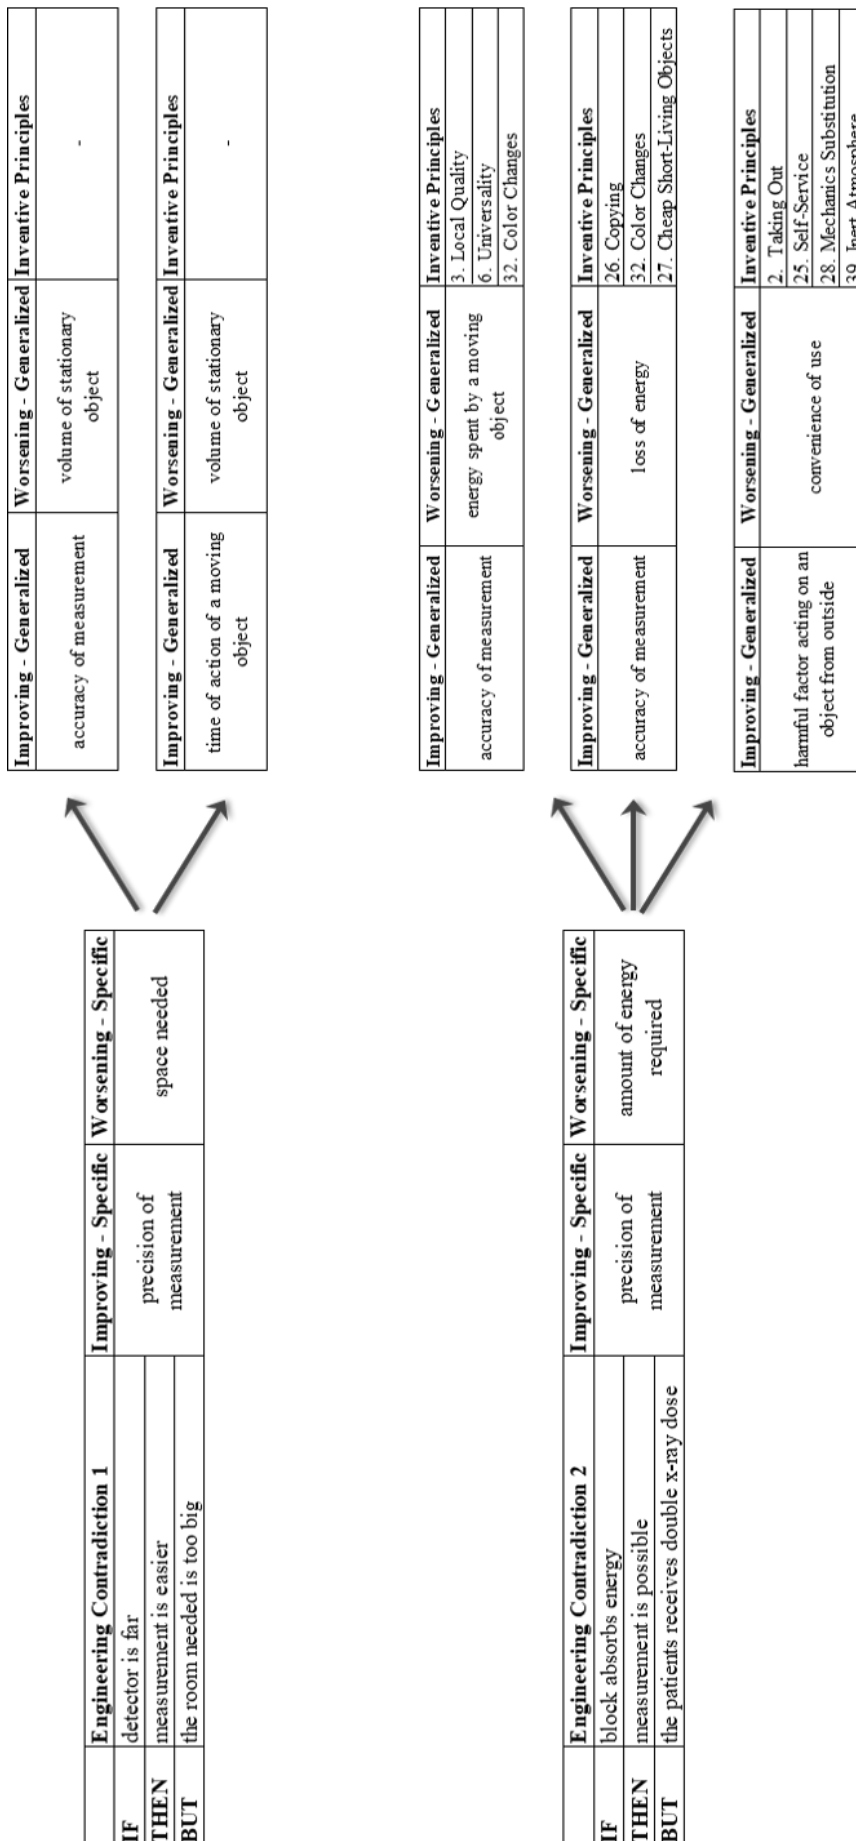 Engineering Contradiction 1
Improving - Specific
Worsening - Specific
IF
detector is far
THEN
measurement is easier
BUT
the room needed is too big
precision of
measurement
space needed
Improving - Generalized
Worsening - Generalized
Inventive Principles
accuracy of measurement
volume of stationary
object
-
Improving - Generalized
Worsening - Generalized
Inventive Principles
time of action of a moving
object
volume of stationary
object
-
Engineering Contradiction 2
Improving - Specific
Worsening - Specific
IF
block absorbs energy
THEN
measurement is possible
BUT
the patients receives double x-ray dose
precision of
measurement
amount of energy
required
Improving - Generalized
Worsening - Generalized
Inventive Principles
accuracy of measurement
energy spent by a moving
object
3. Local Quality
6. Universality
32. Color Changes
Improving - Generalized
Worsening - Generalized
Inventive Principles
accuracy of measurement
loss of energy
26. Copying
32. Color Changes
27. Cheap Short-Living Objects
Improving - Generalized
Worsening - Generalized
Inventive Principles
harmful factor acting on an
object from outside
convenience of use
2. Taking Out
25. Self-Service
28. Mechanics Substitution
39. Inert Atmosphere